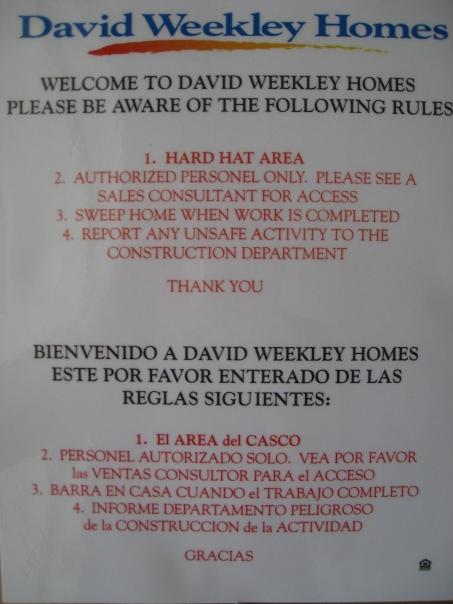 David Weekley Homes
WELCOME TO DAVID WEEKLEY HOMES
PLEASE BE AWARE OF THE FOLLOWING RULES
1. HARD HAT AREA
2. AUTHORIZED PERSONEL ONLY. PLEASE SEE A
SALES CONSULTANT FOR ACCESS
3. SWEEP HOME WHEN WORK IS COMPLETED
4. REPORT ANY UNSAFE ACTIVITY TO THE
CONSTRUCTION DEPARTMENT
THANK YOU
BIENVENIDO A DAVID WEEKLEY HOMES
ESTE POR FAVOR ENTERADO DE LAS
REGLAS SIGUIENTES:
1. El AREA del CASCO
2. PERSONEL AUTORIZADO SOLO. VEA POR FAVOR
las VENTAS CONSULTOR PARA el ACCESO
3. BARRA EN CASA CUANDO el TRABAJO COMPLETO
4. INFORME DEPARTAMENTO PELIGROSO
de la CONSTRUCCION de la ACTIVIDAD
GRACIAS